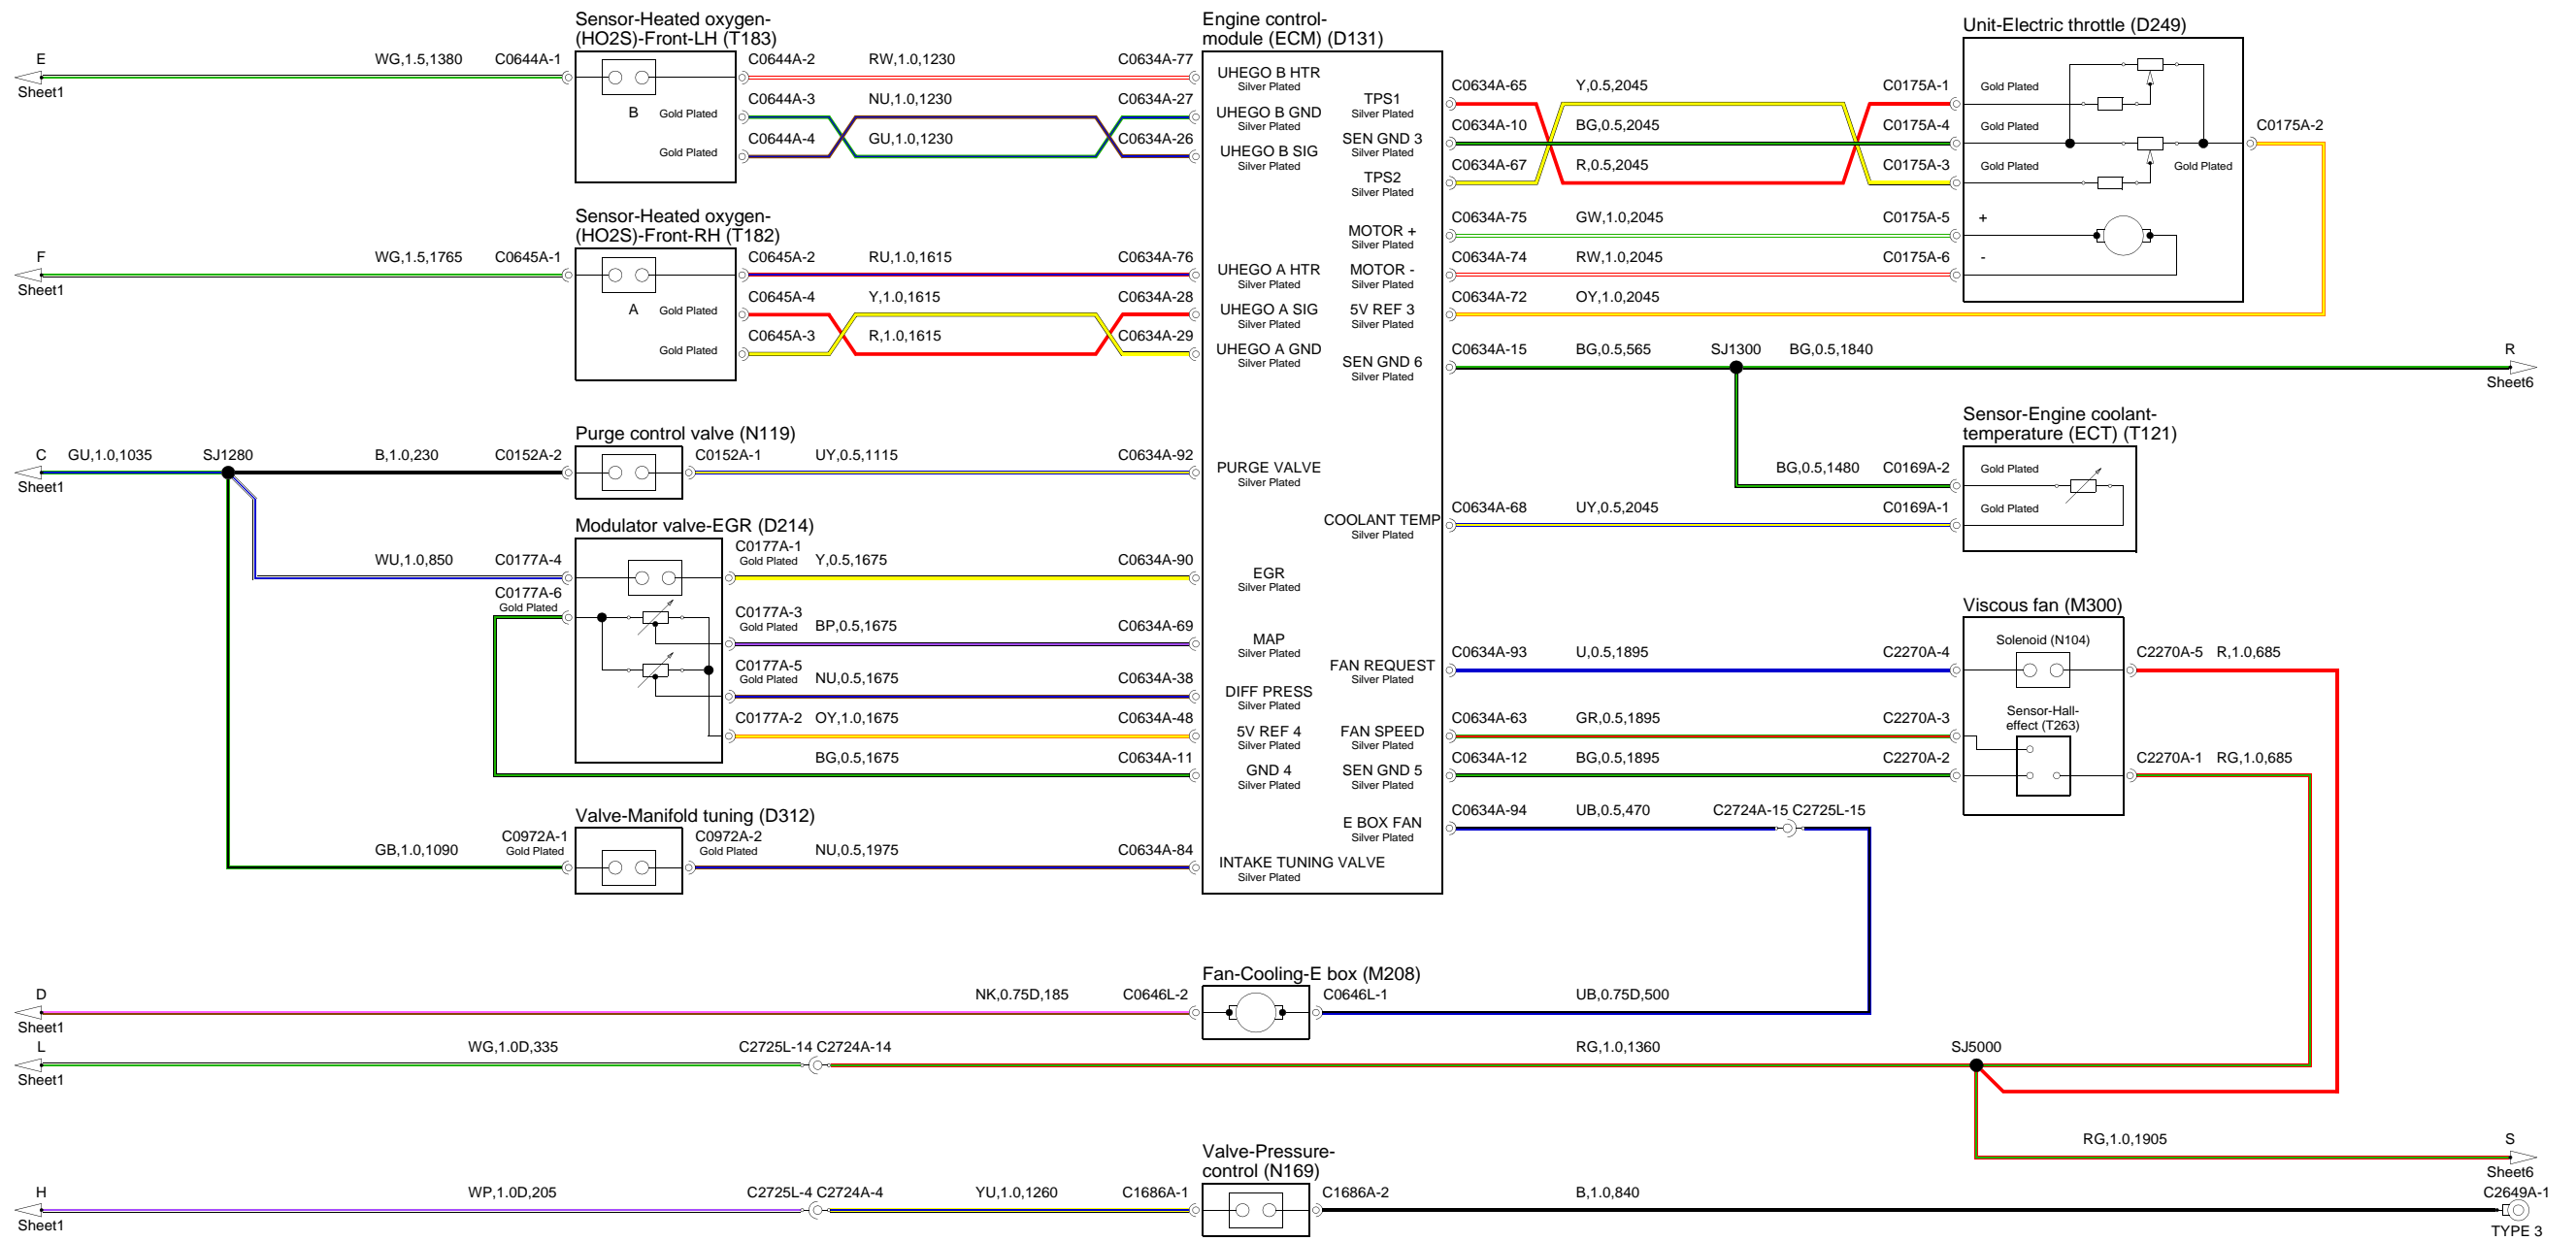 Sensor-Heated oxygen-
(HO2S)-Front-LH (T183)
E
Sheet1
WG,1.5,1380
C0644A-1
B
Gold Plated
Gold Plated
C0644A-2
RW,1.0,1230
C0634A-77
C0644A-3
NU,1.0,1230
C0634A-27
C0644A-4
GU,1.0,1230
C0634A-26
Sensor-Heated oxygen-
(HO2S)-Front-RH (T182)
F
Sheet1
WG,1.5,1765
C0645A-1
A
Gold Plated
Gold Plated
C0645A-2
RU,1.0,1615
C0634A-76
C0645A-4
Y,1.0,1615
C0634A-28
C0645A-3
R,1.0,1615
C0634A-29
Purge control valve (N119)
C
Sheet1
GU,1.0,1035
SJ1280
B,1.0,230
C0152A-2
C0152A-1
UY,0.5,1115
C0634A-92
Modulator valve-EGR (D214)
WU,1.0,850
C0177A-4
C0177A-6
Gold Plated
C0177A-1
Gold Plated
Y,0.5,1675
C0634A-90
C0177A-3
Gold Plated
BP,0.5,1675
C0634A-69
C0177A-5
Gold Plated
NU,0.5,1675
C0634A-38
C0177A-2
OY,1.0,1675
C0634A-48
BG,0.5,1675
C0634A-11
Valve-Manifold tuning (D312)
GB,1.0,1090
C0972A-1
Gold Plated
C0972A-2
Gold Plated
NU,0.5,1975
C0634A-84
Engine control-
module (ECM) (D131)
UHEGO B HTR
Silver Plated
UHEGO B GND
Silver Plated
UHEGO B SIG
Silver Plated
UHEGO A HTR
Silver Plated
UHEGO A SIG
Silver Plated
UHEGO A GND
Silver Plated
PURGE VALVE
Silver Plated
EGR
Silver Plated
MAP
Silver Plated
DIFF PRESS
Silver Plated
5V REF 4
Silver Plated
GND 4
Silver Plated
INTAKE TUNING VALVE
Silver Plated
TPS1
Silver Plated
SEN GND 3
Silver Plated
TPS2
Silver Plated
MOTOR +
Silver Plated
MOTOR -
Silver Plated
5V REF 3
Silver Plated
SEN GND 6
Silver Plated
COOLANT TEMP
Silver Plated
FAN REQUEST
Silver Plated
FAN SPEED
Silver Plated
SEN GND 5
Silver Plated
E BOX FAN
Silver Plated
Unit-Electric throttle (D249)
C0634A-65
Y,0.5,2045
C0175A-1
Gold Plated
C0634A-10
BG,0.5,2045
C0175A-4
Gold Plated
C0634A-67
R,0.5,2045
C0175A-3
Gold Plated
Gold Plated
C0175A-2
C0634A-75
GW,1.0,2045
C0175A-5
+
C0634A-74
RW,1.0,2045
C0175A-6
-
C0634A-72
OY,1.0,2045
C0634A-15
BG,0.5,565
SJ1300
BG,0.5,1840
R
Sheet6
Sensor-Engine coolant-
temperature (ECT) (T121)
BG,0.5,1480
C0169A-2
Gold Plated
C0634A-68
UY,0.5,2045
C0169A-1
Gold Plated
Viscous fan (M300)
Solenoid (N104)
C0634A-93
U,0.5,1895
C2270A-4
C2270A-5
R,1.0,685
Sensor-Hall-
effect (T263)
C0634A-63
GR,0.5,1895
C2270A-3
C0634A-12
BG,0.5,1895
C2270A-2
C2270A-1
RG,1.0,685
C0634A-94
UB,0.5,470
C2724A-15 C2725L-15
Fan-Cooling-E box (M208)
D
Sheet1
NK,0.75D,185
C0646L-2
C0646L-1
UB,0.75D,500
L
Sheet1
WG,1.0D,335
C2725L-14 C2724A-14
RG,1.0,1360
SJ5000
RG,1.0,1905
S
Sheet6
Valve-Pressure-
control (N169)
H
Sheet1
WP,1.0D,205
C2725L-4 C2724A-4
YU,1.0,1260
C1686A-1
C1686A-2
B,1.0,840
C2649A-1
TYPE 3